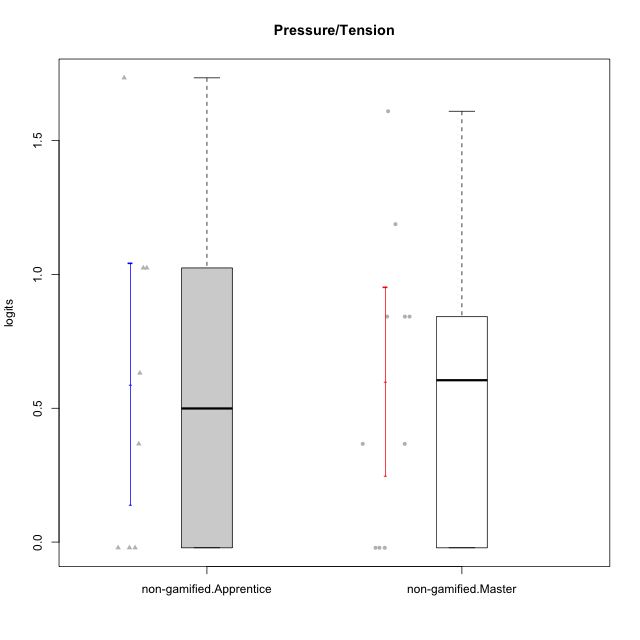 Pressure/Tension
logits
1.5
1.0
0.5
0.0
non-gamified.Apprentice
non-gamified.Master